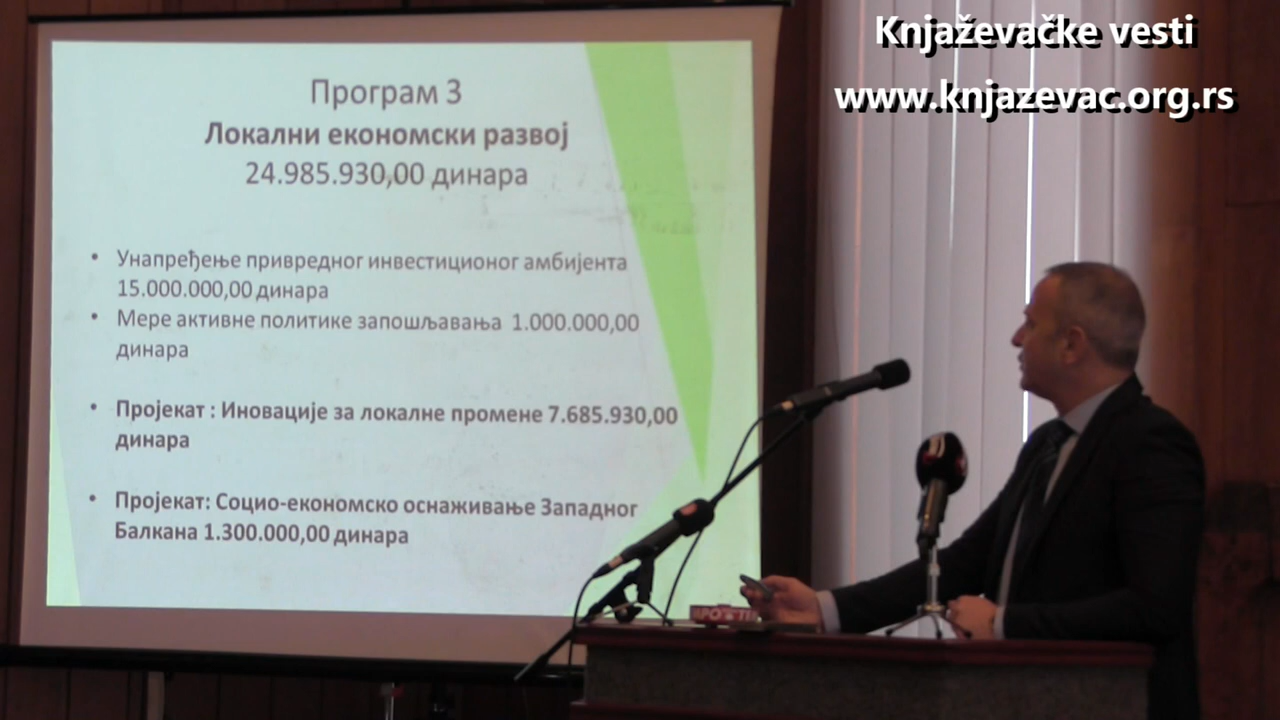 Knjaževačke vesti
www.knjazevac.org.rs
Програм 3
Локални економски развој
24.985.930,00 динара
• Унапређење привредног инвестиционог амбијента
15.000.000,00 динара
• Мере активне политике запошљавања 1.000.000,00
динара
• Пројекат : Иновације за локалне промене 7.685.930,00
динара
• Пројекат: Социо-економско оснаживање Западног
Балкана 1.300.000,00 динара